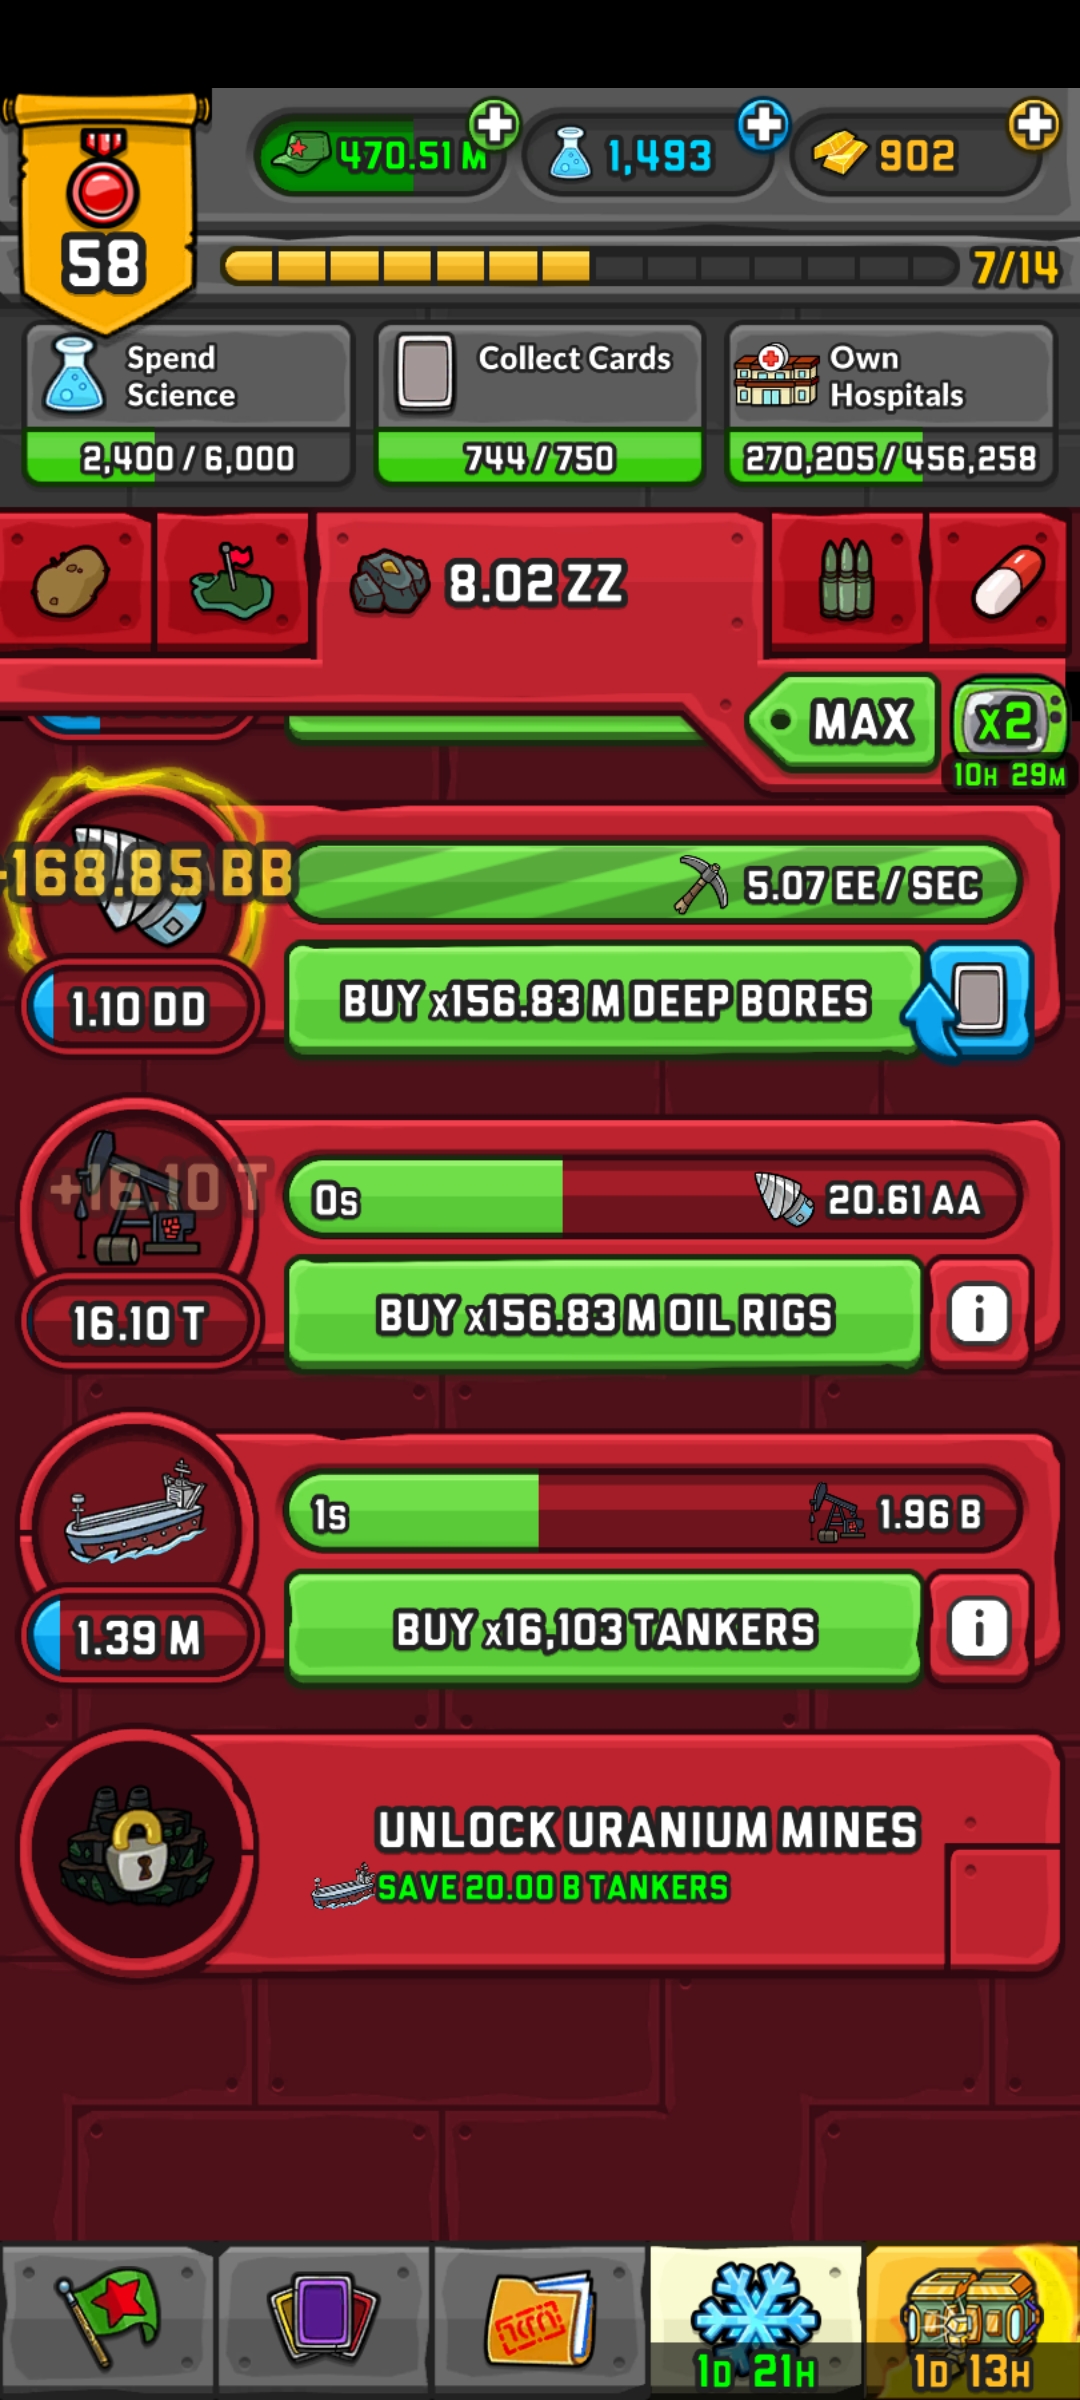 470.51 M
1,493
902
58
7/14
Spend
Science
Collect Cards
Own
Hospitals
2,400 / 6,000
744 / 750
270,205 / 456,258
8.02 ZZ
MAX
x2
10H 29M
168.85 BB
5.07 EE / SEC
1.10 DD
BUY x156.83 M DEEP BORES
+16.10 T
0s
20.61 AA
16.10 T
BUY x156.83 M OIL RIGS
i
1s
1.96 B
1.39 M
BUY x16,103 TANKERS
i
UNLOCK URANIUM MINES
SAVE 20.00 B TANKERS
1D 21H
1D 13H